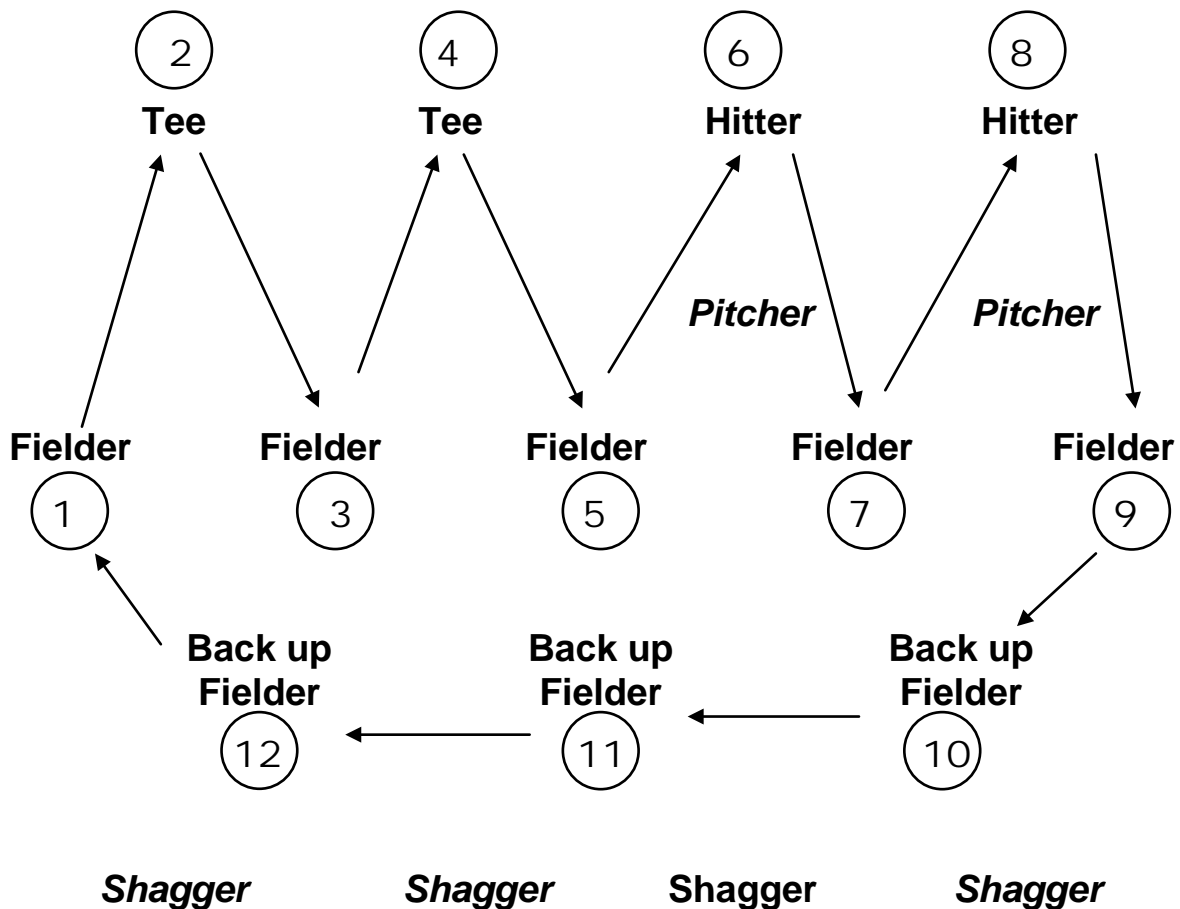 2 4 6 8
Tee Tee Hitter Hitter
Pitcher Pitcher
Fielder Fielder Fielder Fielder Fielder
1 3 5 7 9
Back up Back up Back up
Fielder Fielder Fielder
12 11 10
Shagger Shagger Shagger Shagger